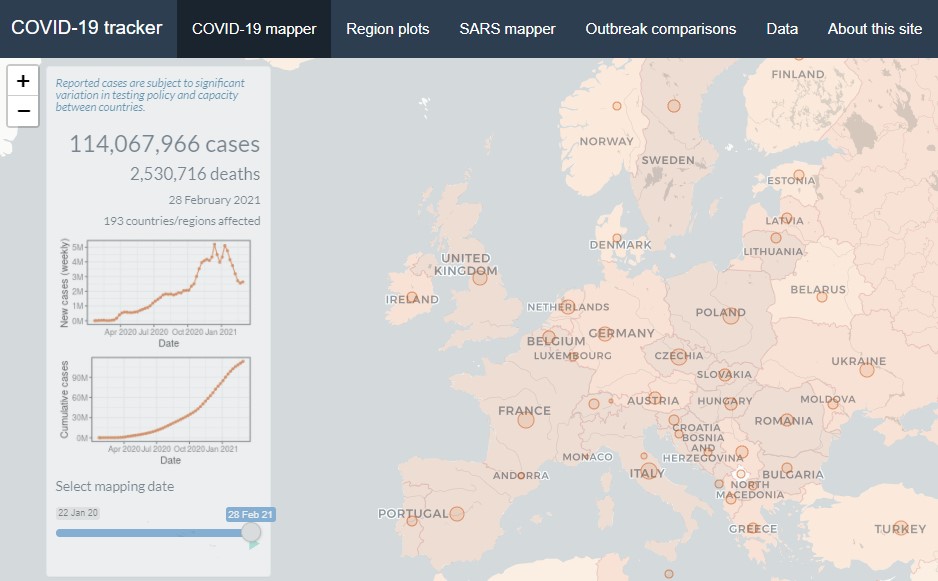 COVID-19 tracker
COVID-19 mapper
Region plots
SARS mapper
Outbreak comparisons
Data
About this site
+
−
Reported cases are subject to significant
variation in testing policy and capacity
between countries.
114,067,966 cases
2,530,716 deaths
28 February 2021
193 countries/regions affected
New cases (weekly)
5M
4M
3M
2M
1M
0M
Apr 2020 Jul 2020 Oct 2020 Jan 2021
Date
Cumulative cases
90M
60M
30M
0M
Apr 2020 Jul 2020 Oct 2020 Jan 2021
Date
Select mapping date
22 Jan 20
28 Feb 21
FINLAND
NORWAY
SWEDEN
ESTONIA
LATVIA
DENMARK
LITHUANIA
UNITED
KINGDOM
BELARUS
IRELAND
NETHERLANDS
POLAND
GERMANY
BELGIUM
LUXEMBOURG
CZECHIA
UKRAINE
SLOVAKIA
AUSTRIA
HUNGARY
MOLDOVA
FRANCE
ROMANIA
CROATIA
BOSNIA
AND
HERZEGOVINA
MONACO
ANDORRA
ITALY
BULGARIA
NORTH
MACEDONIA
PORTUGAL
GREECE
TURKEY